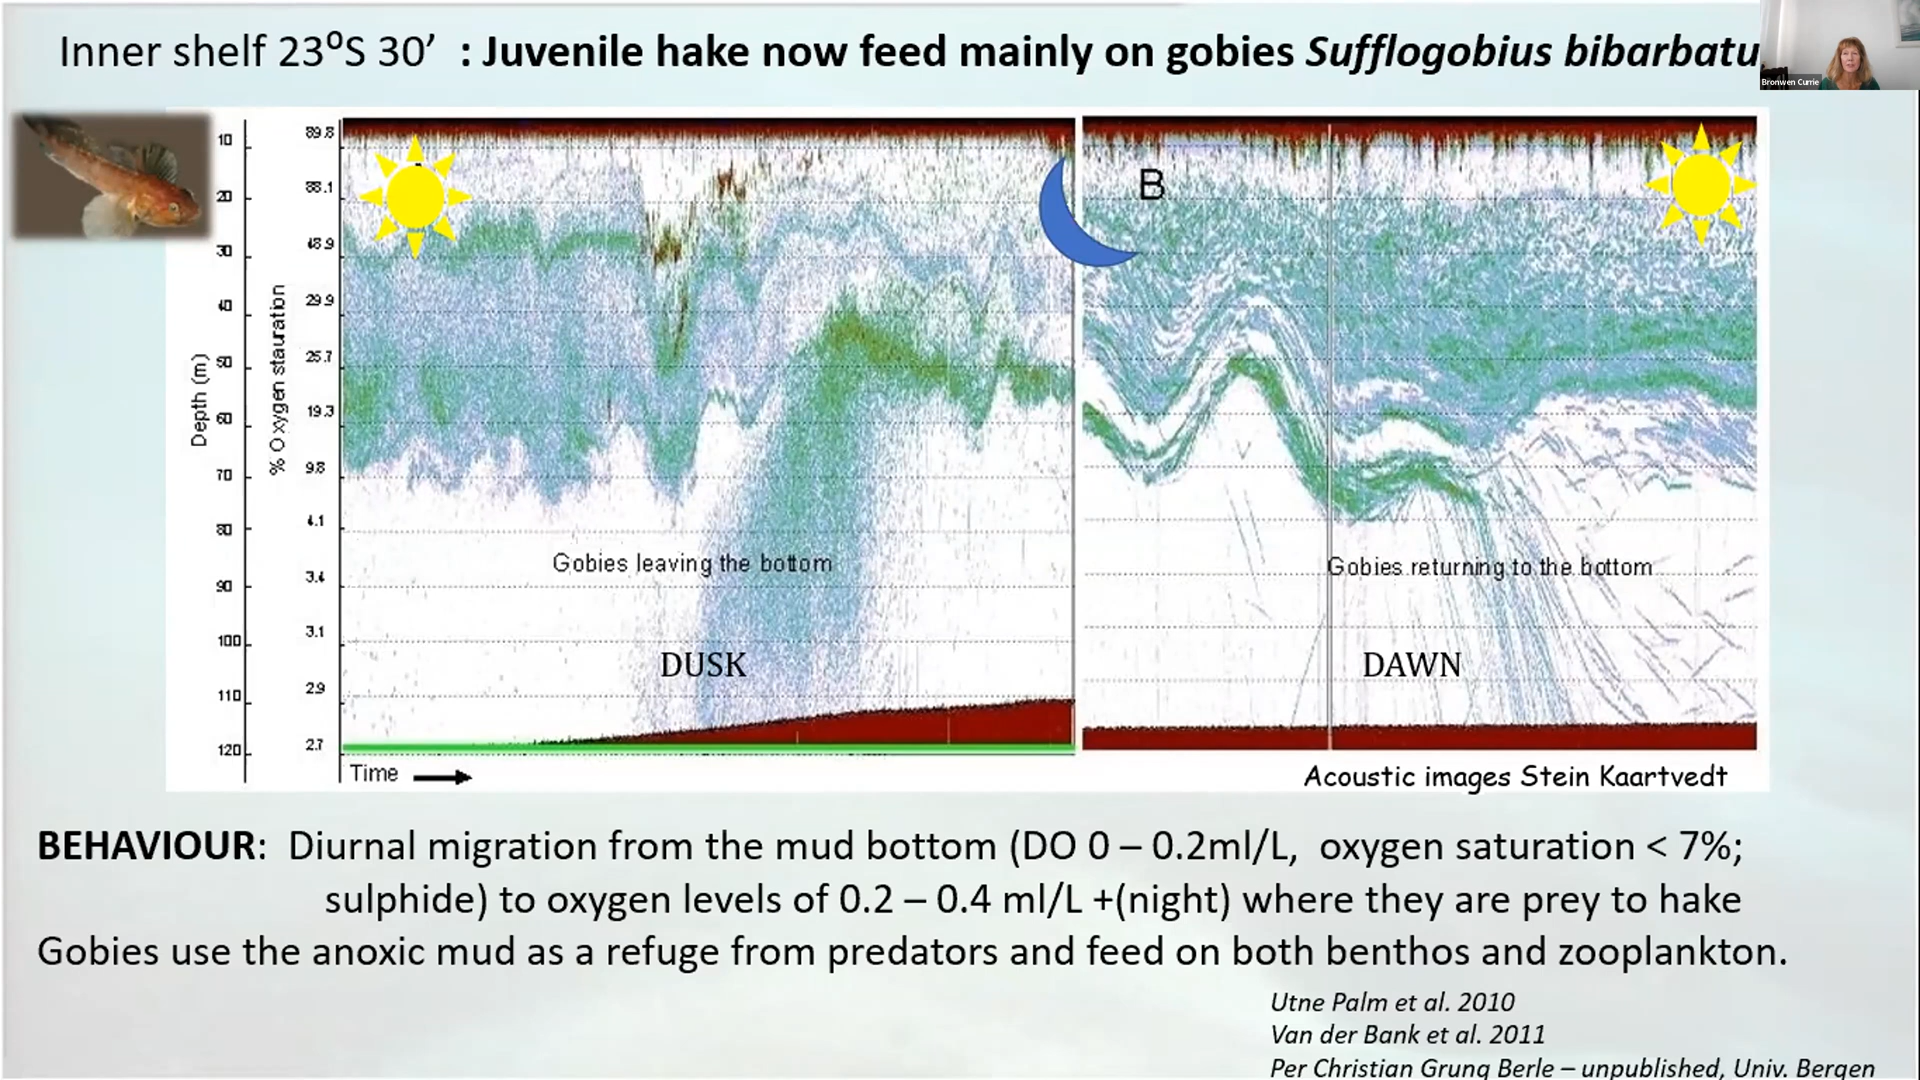 Inner shelf 23⁰S 30’ : Juvenile hake now feed mainly on gobies Sufflogobius bibarbatu
Bronwen Currie
Depth (m)
10
20
30
40
50
60
70
80
90
100
110
120
% Oxygen stauration
89.8
88.1
48.9
29.9
25.7
19.3
9.8
4.1
3.4
3.1
2.9
2.7
B
Gobies leaving the bottom
Gobies returning to the bottom
DUSK
DAWN
Time
Acoustic images Stein Kaartvedt
BEHAVIOUR: Diurnal migration from the mud bottom (DO 0 – 0.2ml/L, oxygen saturation < 7%;
sulphide) to oxygen levels of 0.2 – 0.4 ml/L +(night) where they are prey to hake
Gobies use the anoxic mud as a refuge from predators and feed on both benthos and zooplankton.
Utne Palm et al. 2010
Van der Bank et al. 2011
Per Christian Grung Berle – unpublished, Univ. Bergen